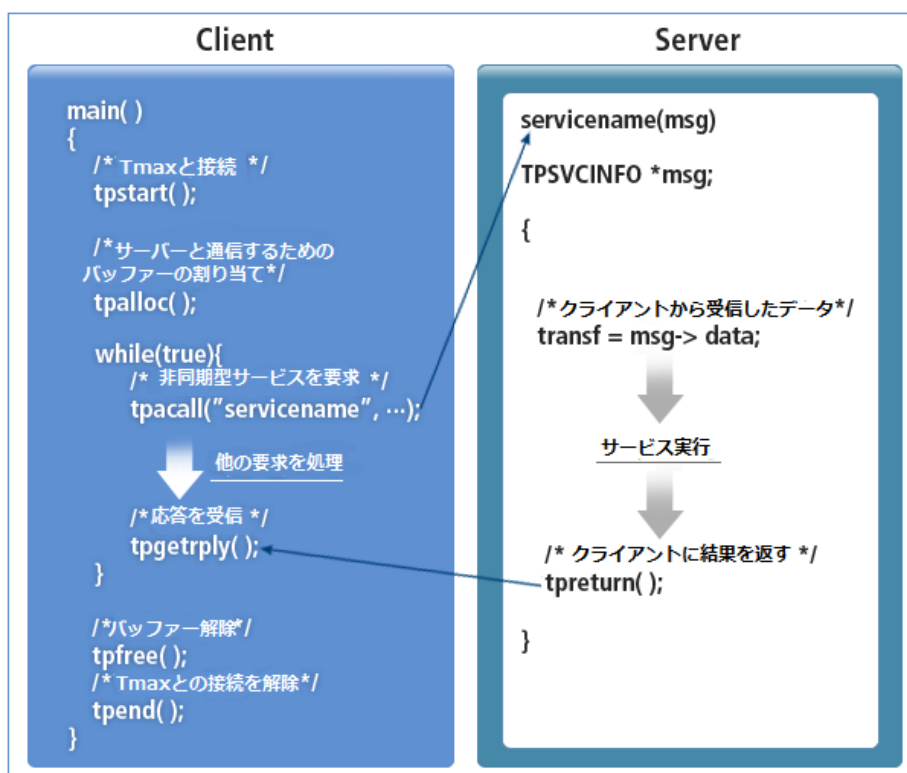 Client
main( )
{
/* Tmaxと接続 */
tpstart( );
/*サーバーと通信するための
バッファーの割り当て*/
tpalloc( );
while(true){
/* 非同期型サービスを要求 */
tpacall("servicename", ···);
他の要求を処理
/*応答を受信 */
tpgetrply( );
}
/*バッファー解除*/
tpfree( );
/*Tmaxとの接続を解除*/
tpend( );
}
Server
servicename(msg)
TPSVCINFO *msg;
{
/*クライアントから受信したデータ*/
transf = msg-> data;
サービス実行
/* クライアントに結果を返す */
tpreturn( );
}